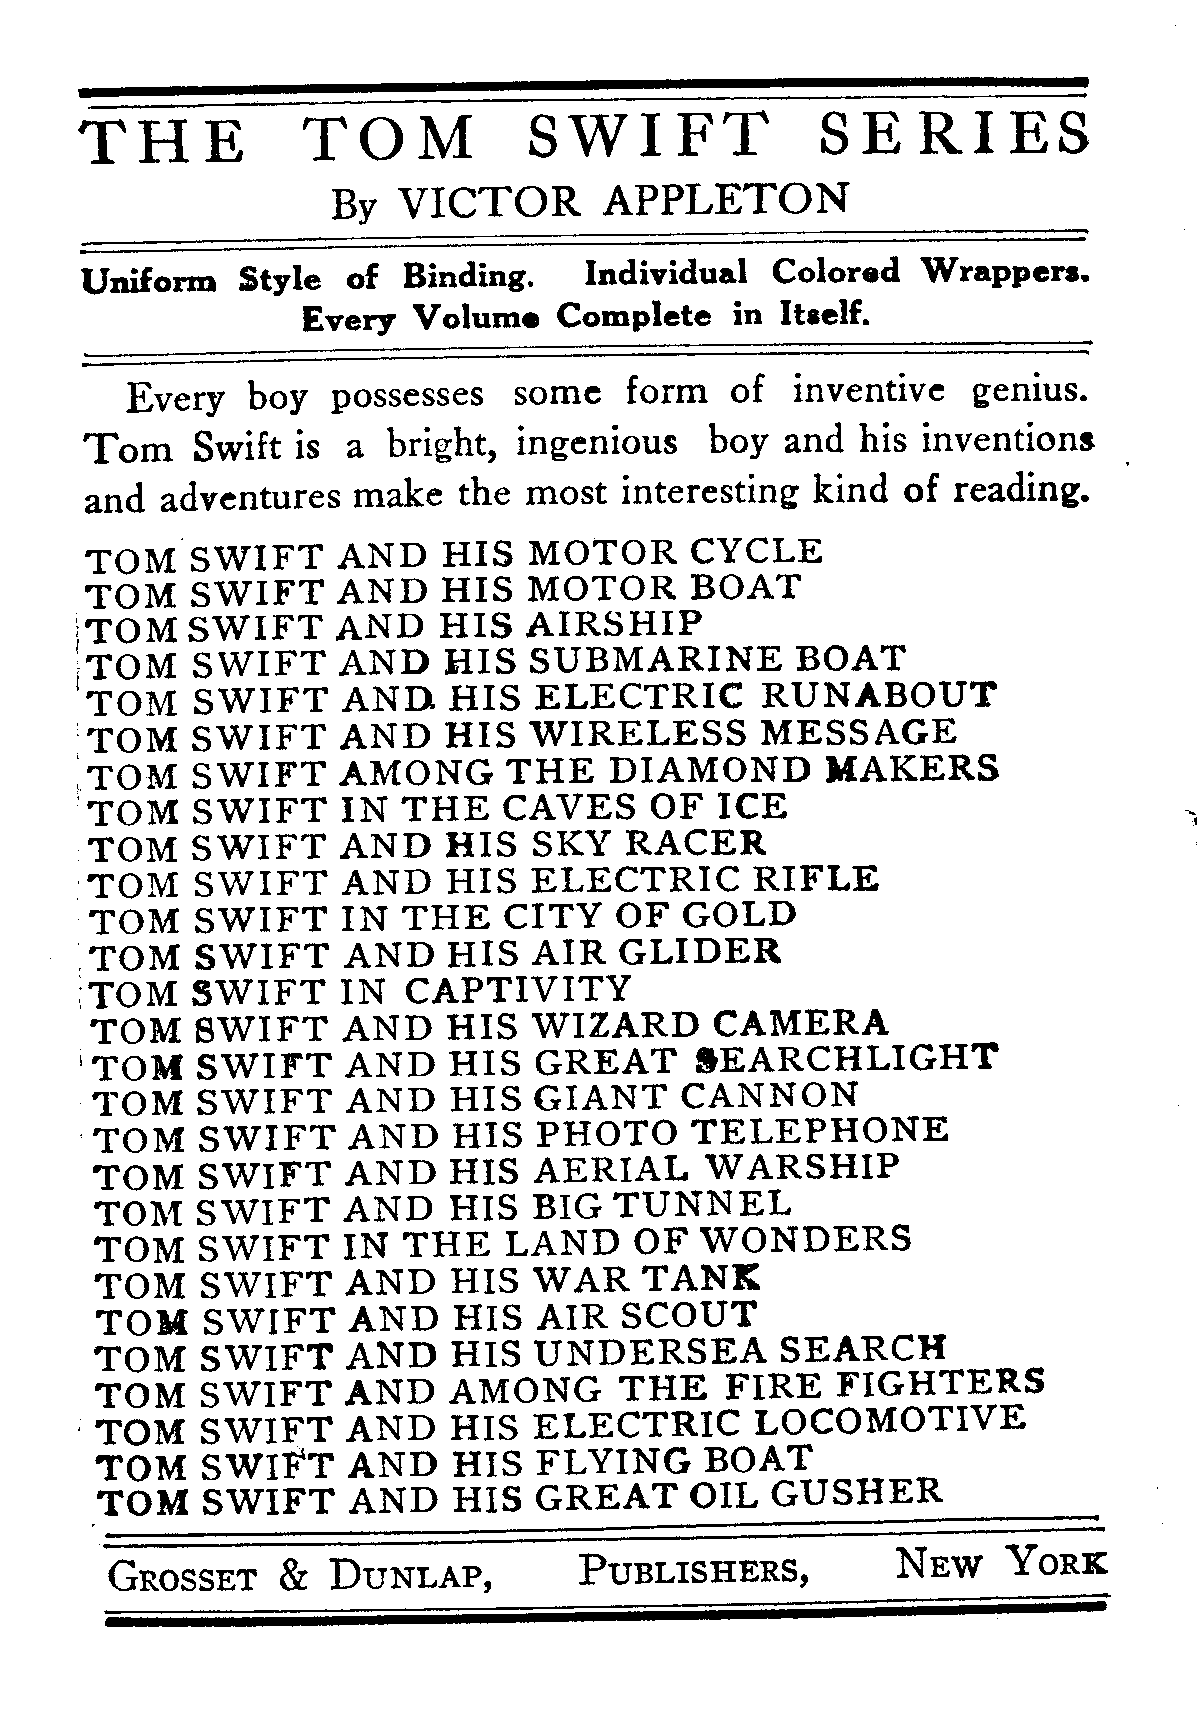 THE TOM SWIFT SERIES
By VICTOR APPLETON
Uniform Style of Binding. Individual Colored Wrappers.
Every Volume Complete in Itself.
Every boy possesses some form of inventive genius.
Tom Swift is a bright, ingenious boy and his inventions
and adventures make the most interesting kind of reading.
TOM SWIFT AND HIS MOTOR CYCLE
TOM SWIFT AND HIS MOTOR BOAT
TOM SWIFT AND HIS AIRSHIP
TOM SWIFT AND HIS SUBMARINE BOAT
TOM SWIFT AND HIS ELECTRIC RUNABOUT
TOM SWIFT AND HIS WIRELESS MESSAGE
TOM SWIFT AMONG THE DIAMOND MAKERS
TOM SWIFT IN THE CAVES OF ICE
TOM SWIFT AND HIS SKY RACER
TOM SWIFT AND HIS ELECTRIC RIFLE
TOM SWIFT IN THE CITY OF GOLD
TOM SWIFT AND HIS AIR GLIDER
TOM SWIFT IN CAPTIVITY
TOM SWIFT AND HIS WIZARD CAMERA
TOM SWIFT AND HIS GREAT SEARCHLIGHT
TOM SWIFT AND HIS GIANT CANNON
TOM SWIFT AND HIS PHOTO TELEPHONE
TOM SWIFT AND HIS AERIAL WARSHIP
TOM SWIFT AND HIS BIG TUNNEL
TOM SWIFT IN THE LAND OF WONDERS
TOM SWIFT AND HIS WAR TANK
TOM SWIFT AND HIS AIR SCOUT
TOM SWIFT AND HIS UNDERSEA SEARCH
TOM SWIFT AND AMONG THE FIRE FIGHTERS
TOM SWIFT AND HIS ELECTRIC LOCOMOTIVE
TOM SWIFT AND HIS FLYING BOAT
TOM SWIFT AND HIS GREAT OIL GUSHER
GROSSET & DUNLAP, PUBLISHERS, NEW YORK